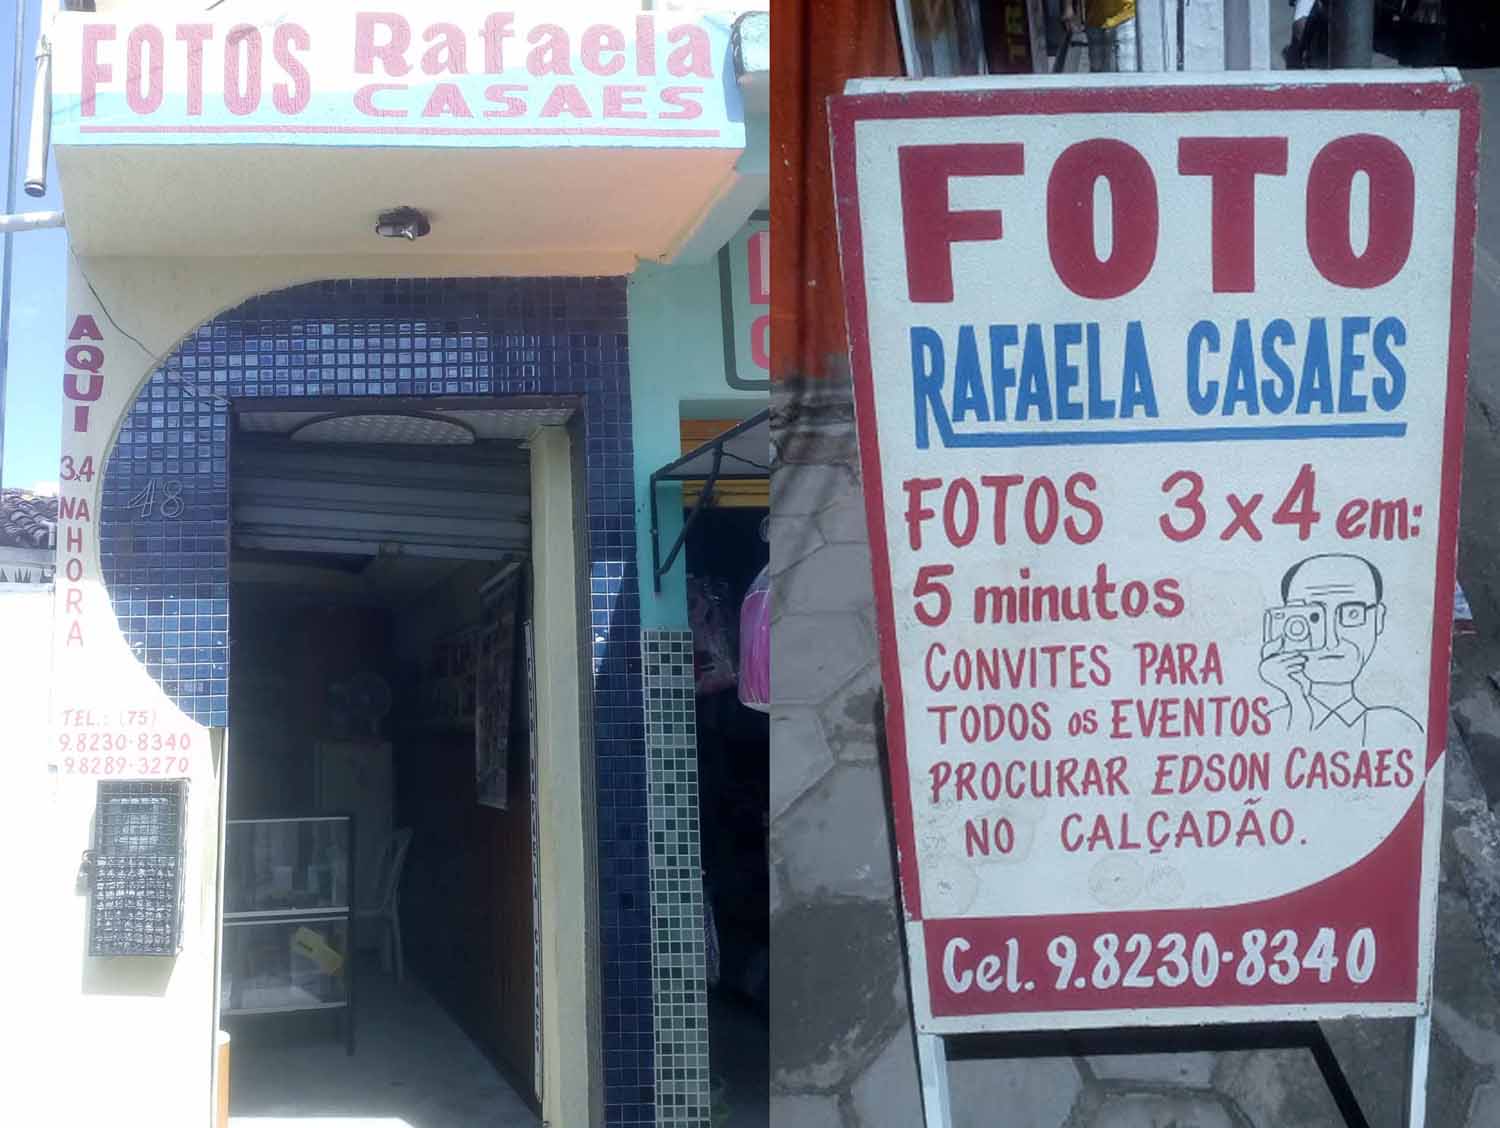 FOTOS Rafaela
CASAES
AQUI
3x4
NA
HORA
18
TEL.: (75)
9.8230-8340
9.8289-3270
FOTO
RAFAELA CASAES
FOTOS 3x4 em:
5 minutos
CONVITES PARA
TODOS os EVENTOS
PROCURAR EDSON CASAES
NO CALÇADÃO.
Cel. 9.8230-8340